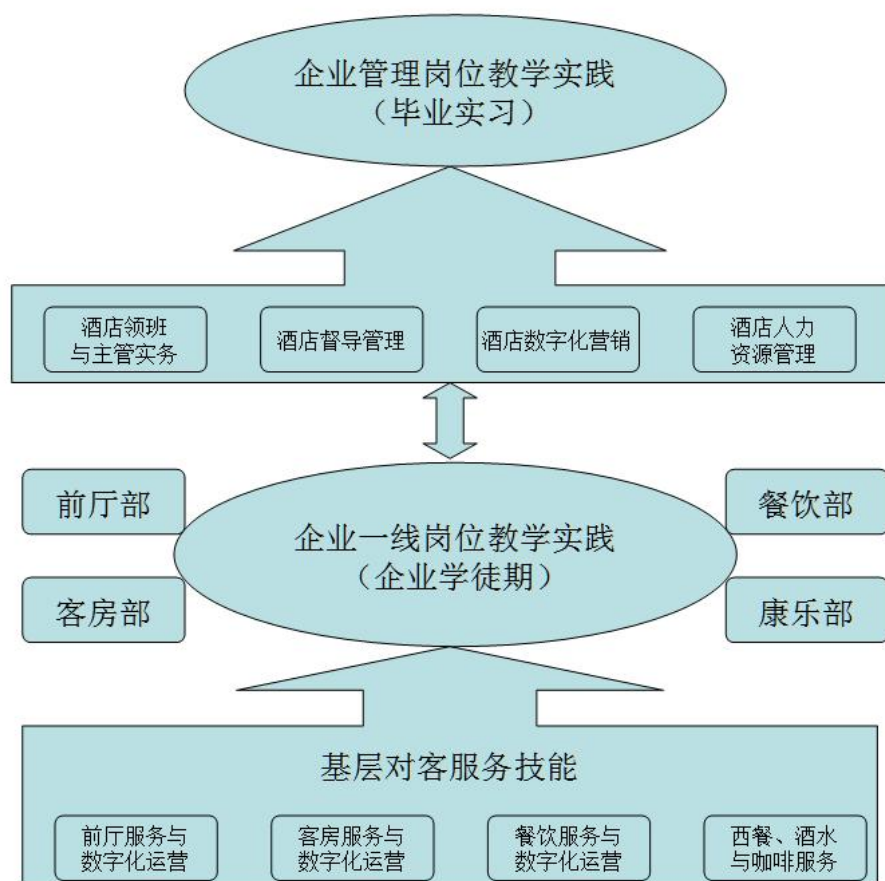 企业管理岗位教学实践
（毕业实习）
酒店领班
与主管实务
酒店督导管理
酒店数字化营销
酒店人力
资源管理
前厅部
餐饮部
企业一线岗位教学实践
（企业学徒期）
客房部
康乐部
基层对客服务技能
前厅服务与
数字化运营
客房服务与
数字化运营
餐饮服务与
数字化运营
西餐、酒水
与咖啡服务